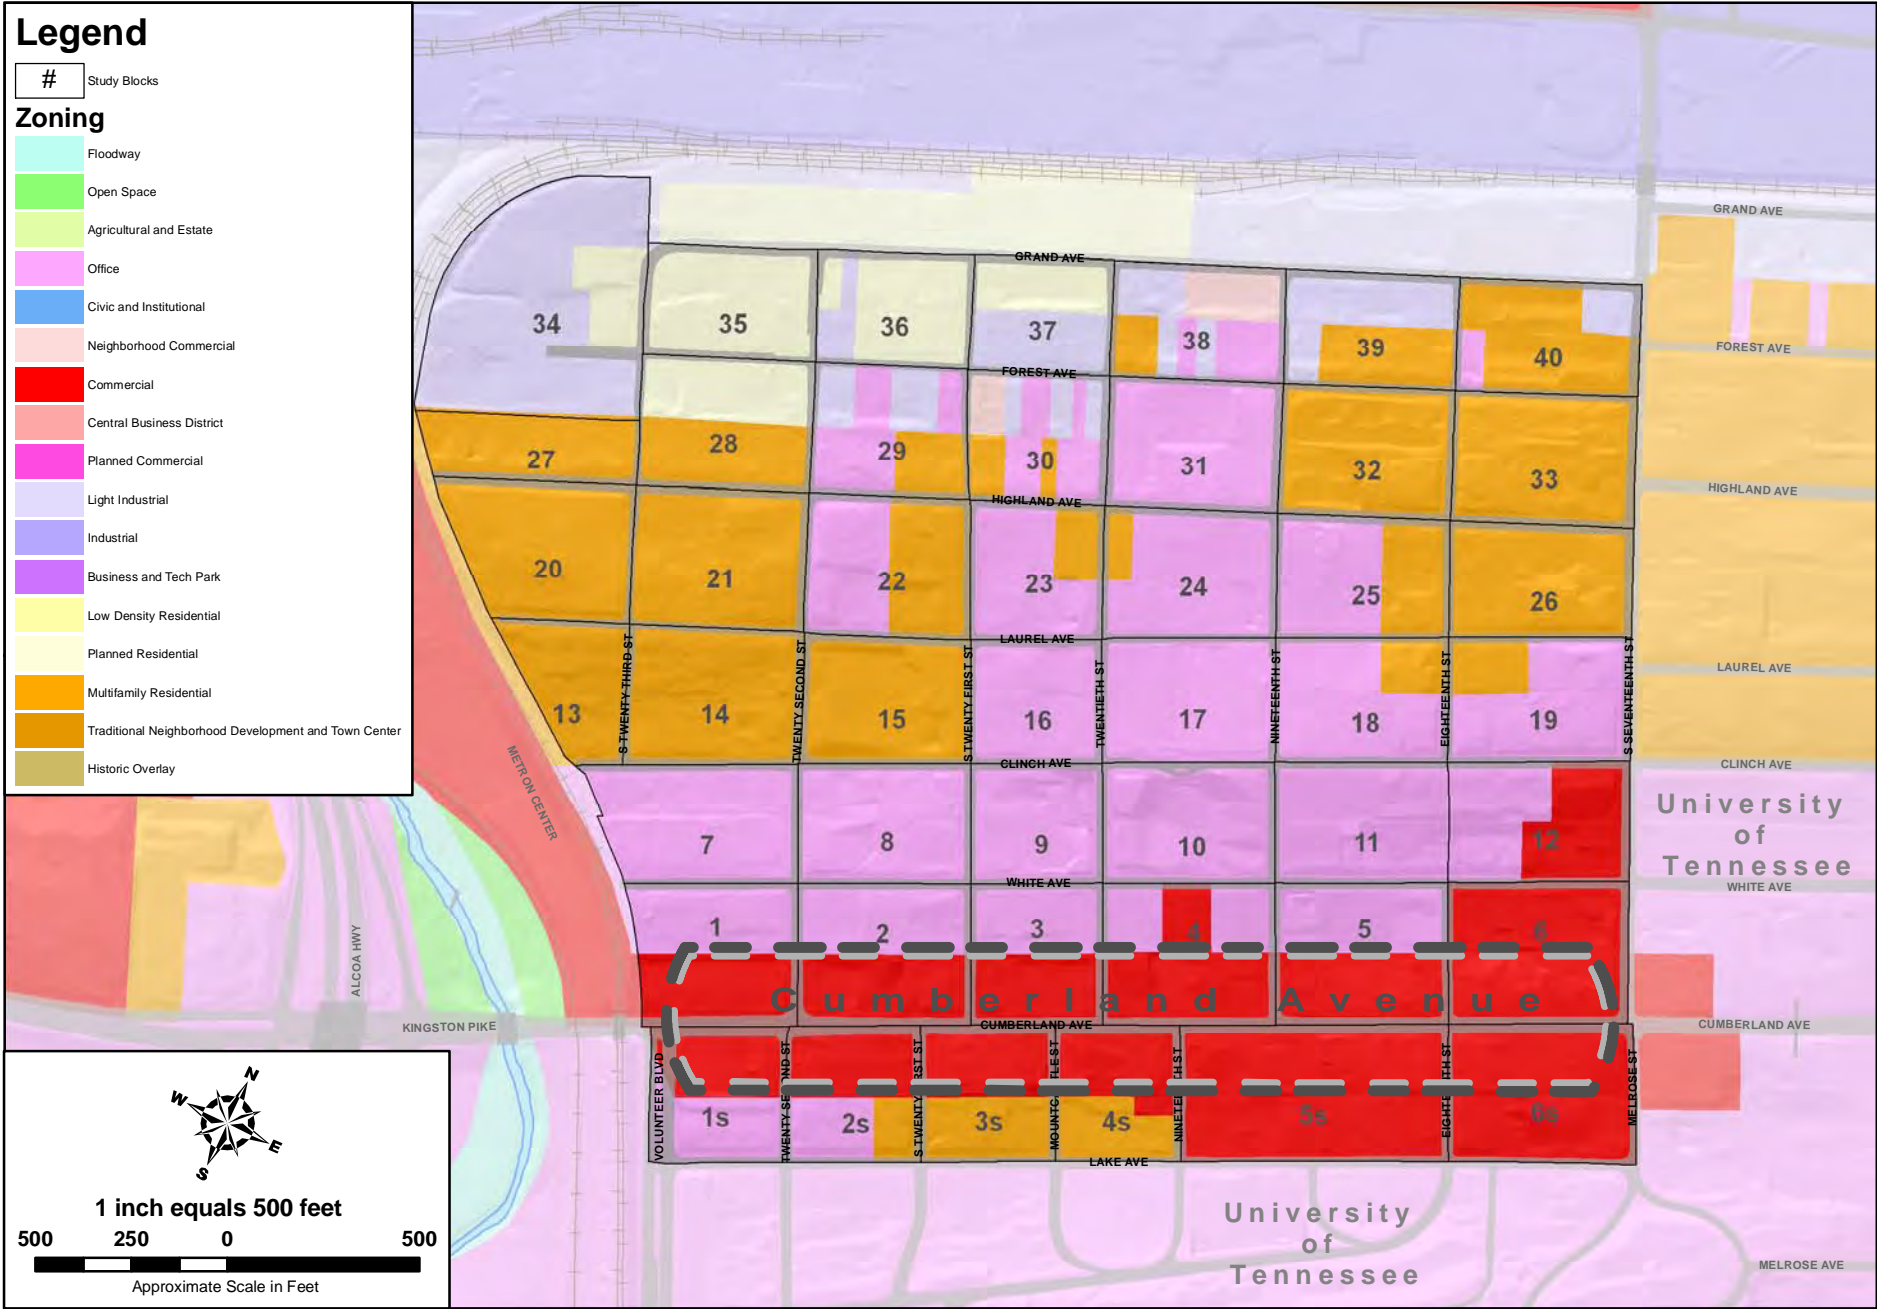 Legend
# Study Blocks
Zoning
Floodway
Open Space
Agricultural and Estate
Office
Civic and Institutional
Neighborhood Commercial
Commercial
Central Business District
Planned Commercial
Light Industrial
Industrial
Business and Tech Park
Low Density Residential
Planned Residential
Multifamily Residential
Traditional Neighborhood Development and Town Center
Historic Overlay
GRAND AVE
GRAND AVE
34
35
36
37
38
39
40
FOREST AVE
FOREST AVE
27
28
29
30
31
32
33
HIGHLAND AVE
HIGHLAND AVE
20
21
22
23
24
25
26
LAUREL AVE
LAUREL AVE
S TWENTY THIRD ST
TWENTY SECOND ST
S TWENTY FIRST ST
TWENTIETH ST
NINETEENTH ST
EIGHTEENTH ST
S SEVENTEENTH ST
13
14
15
16
17
18
19
METRON CENTER
CLINCH AVE
CLINCH AVE
University
of
Tennessee
7
8
9
10
11
12
WHITE AVE
WHITE AVE
1
2
3
4
5
6
ALCOA HWY
Cumberland Avenue
KINGSTON PIKE
CUMBERLAND AVE
CUMBERLAND AVE
VOLUNTEER BLVD
NINETEENTH ST
EIGHTEENTH ST
MELROSE ST
1s
2s
3s
4s
5s
6s
LAKE AVE
University
of
Tennessee
MELROSE AVE
N
W
E
S
1 inch equals 500 feet
500 250 0 500
Approximate Scale in Feet